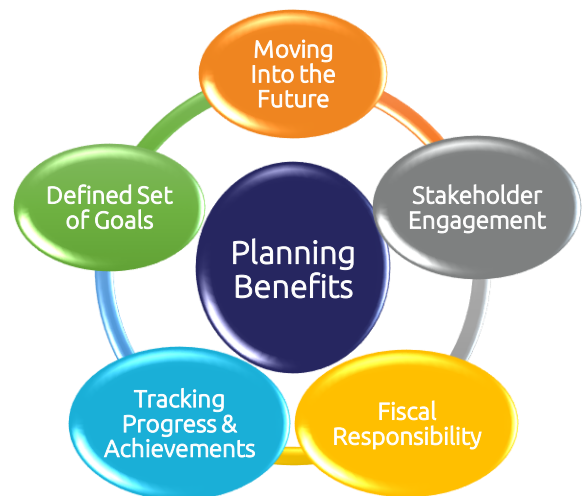 Moving
Into the
Future
Stakeholder
Engagement
Fiscal
Responsibility
Tracking
Progress &
Achievements
Defined Set
of Goals
Planning
Benefits